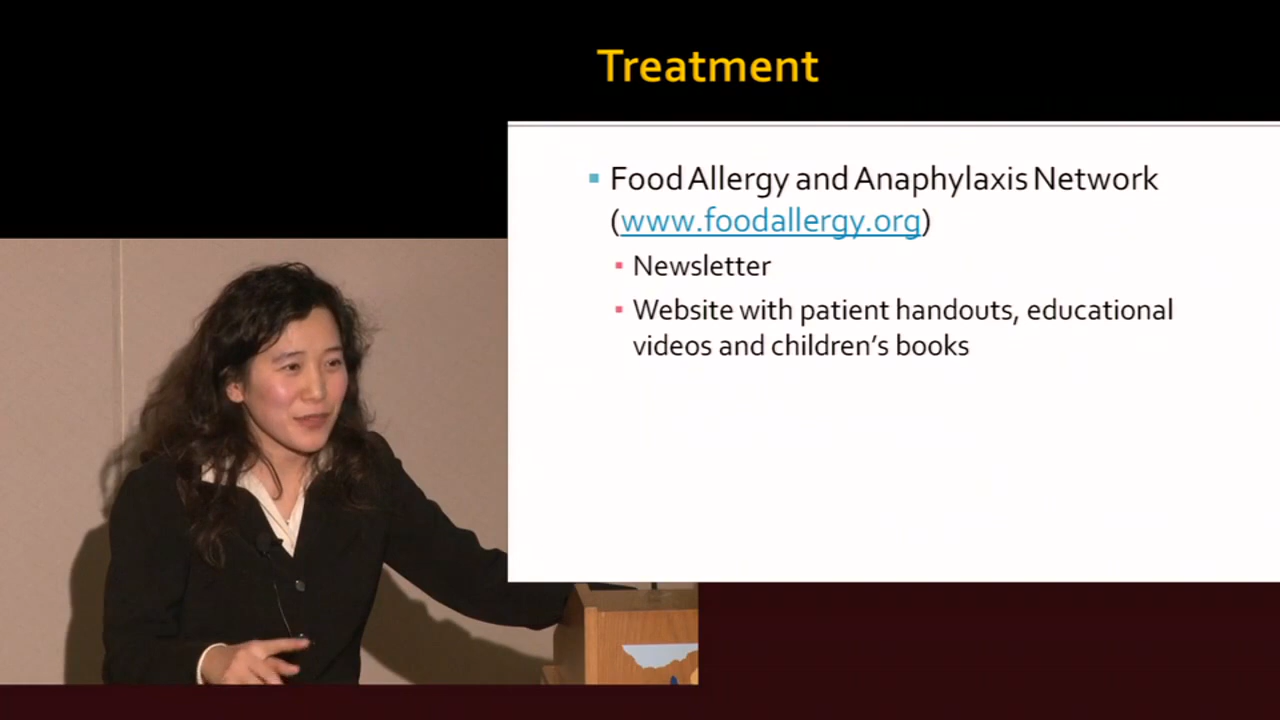 Treatment
Food Allergy and Anaphylaxis Network
(www.foodallergy.org)
Newsletter
Website with patient handouts, educational
videos and children's books